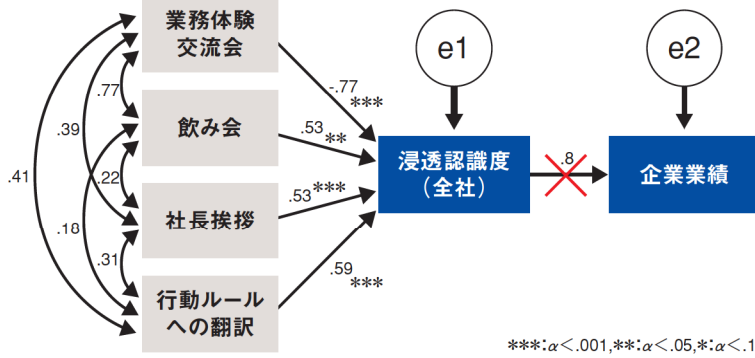 業務体験
交流会
飲み会
社長挨拶
行動ルール
への翻訳
.77
.39
.41
.22
.18
.31
-.77
***
.53
**
.53
***
.59
***
e1
e2
浸透認識度
(全社)
.8
企業業績
***:α<.001,**:α<.05,*:α<.1